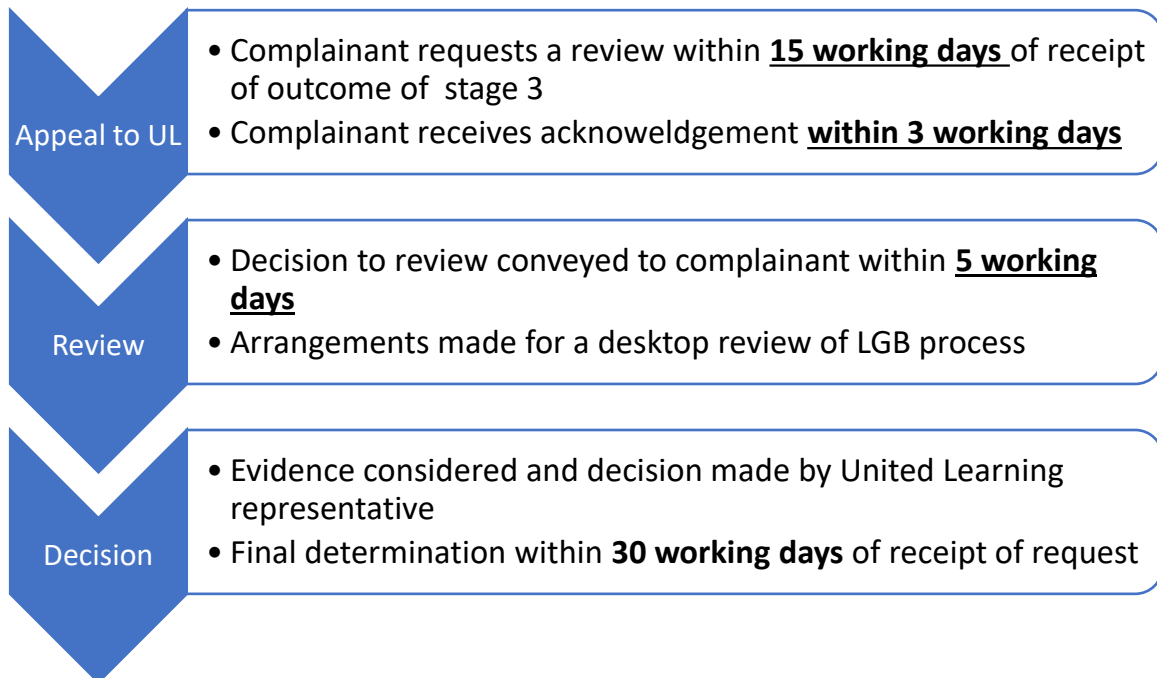 Appeal to UL
• Complainant requests a review within 15 working days of receipt
of outcome of stage 3
• Complainant receives acknoweldgement within 3 working days
Review
• Decision to review conveyed to complainant within 5 working
days
• Arrangements made for a desktop review of LGB process
Decision
• Evidence considered and decision made by United Learning
representative
• Final determination within 30 working days of receipt of request